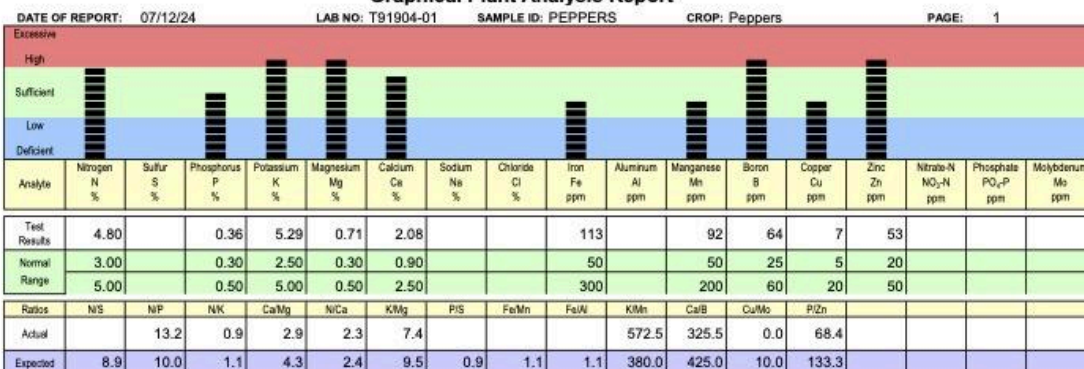 Graphical Plant Analysis Report
DATE OF REPORT: 07/12/24 LAB NO: T91904-01 SAMPLE ID: PEPPERS CROP: Peppers PAGE: 1
Excessive
High
Sufficient
Low
Deficient
Analyte Nitrogen N % Sulfur S % Phosphorus P % Potassium K % Magnesium Mg % Calcium Ca % Sodium Na % Chloride Cl % Iron Fe ppm Aluminum Al ppm Manganese Mn ppm Boron B ppm Copper Cu ppm Zinc Zn ppm Nitrate-N NO₃-N ppm Phosphate PO₄-P ppm Molybdenum Mo ppm
Test Results 4.80 0.36 5.29 0.71 2.08 113 92 64 7 53
Normal Range 3.00 0.30 2.50 0.30 0.90 50 50 25 5 20
5.00 0.50 5.00 0.50 2.50 300 200 60 20 50
Ratios N/S N/P N/K Ca/Mg N/Ca K/Mg P/S Fe/Mn Fe/Al K/Mn Ca/B Cu/Mo P/Zn
Actual 13.2 0.9 2.9 2.3 7.4 572.5 325.5 0.0 68.4
Expected 8.9 10.0 1.1 4.3 2.4 9.5 0.9 1.1 1.1 380.0 425.0 10.0 133.3